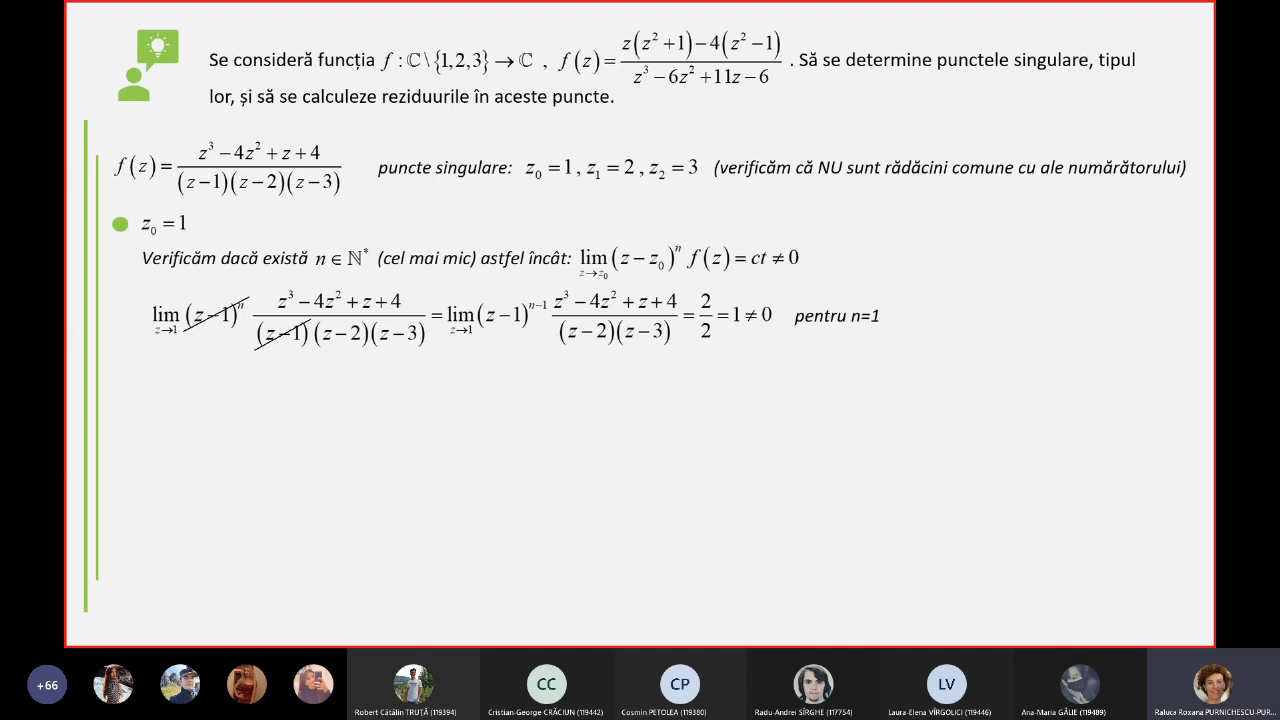 Se consideră funcția f : ℂ \ {1,2,3} → ℂ , f(z) = (z(z² +1) − 4(z² −1)) / (z³ − 6z² +11z − 6) . Să se determine punctele singulare, tipul
lor, și să se calculeze reziduurile în aceste puncte.
f(z) = (z³ − 4z² + z + 4) / ((z−1)(z−2)(z−3)) puncte singulare: z₀ = 1 , z₁ = 2 , z₂ = 3 (verificăm că NU sunt rădăcini comune cu ale numărătorului)
z₀ = 1
Verificăm dacă există n ∈ ℕ* (cel mai mic) astfel încât: lim_{z→z₀} (z − z₀)ⁿ f(z) = ct ≠ 0
lim_{z→1} (z−1)ⁿ (z³ − 4z² + z + 4) / ((z−1)(z−2)(z−3)) = lim_{z→1} (z−1)ⁿ⁻¹ (z³ − 4z² + z + 4) / ((z−2)(z−3)) = 2/2 = 1 ≠ 0 pentru n=1
+66
Robert Cătălin TRUȚĂ (119394)
CC
Cristian-George CRĂCIUN (119442)
CP
Cosmin PETOLEA (119380)
Radu-Andrei SÎRGHE (117754)
LV
Laura-Elena VÎRGOLICI (119446)
Ana-Maria GĂLIE (119489)
Raluca Roxana PURNICHESCU-PUR...